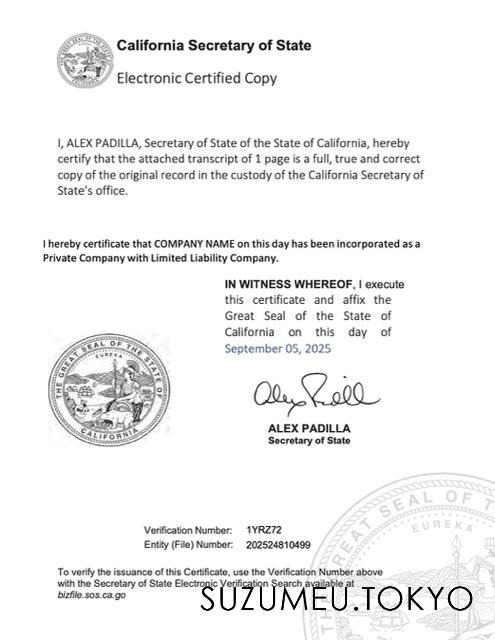 California Secretary of State
Electronic Certified Copy
I, ALEX PADILLA, Secretary of State of the State of California, hereby
certify that the attached transcript of 1 page is a full, true and correct
copy of the original record in the custody of the California Secretary of
State's office.
I hereby certificate that COMPANY NAME on this day has been incorporated as a
Private Company with Limited Liability Company.
IN WITNESS WHEREOF, I execute
this certificate and affix the
Great Seal of the State of
California on this day of
September 05, 2025
THE GREAT SEAL OF THE STATE OF CALIFORNIA
EUREKA
Alex Padilla
ALEX PADILLA
Secretary of State
GREAT SEAL OF T
EUREKA
Verification Number: 1YRZ72
Entity (File) Number: 202524810499
To verify the issuance of this Certificate, use the Verification Number above
with the Secretary of State Electronic Verification Search available at
bizfile.sos.ca.go
SUZUMEU.TOKYO